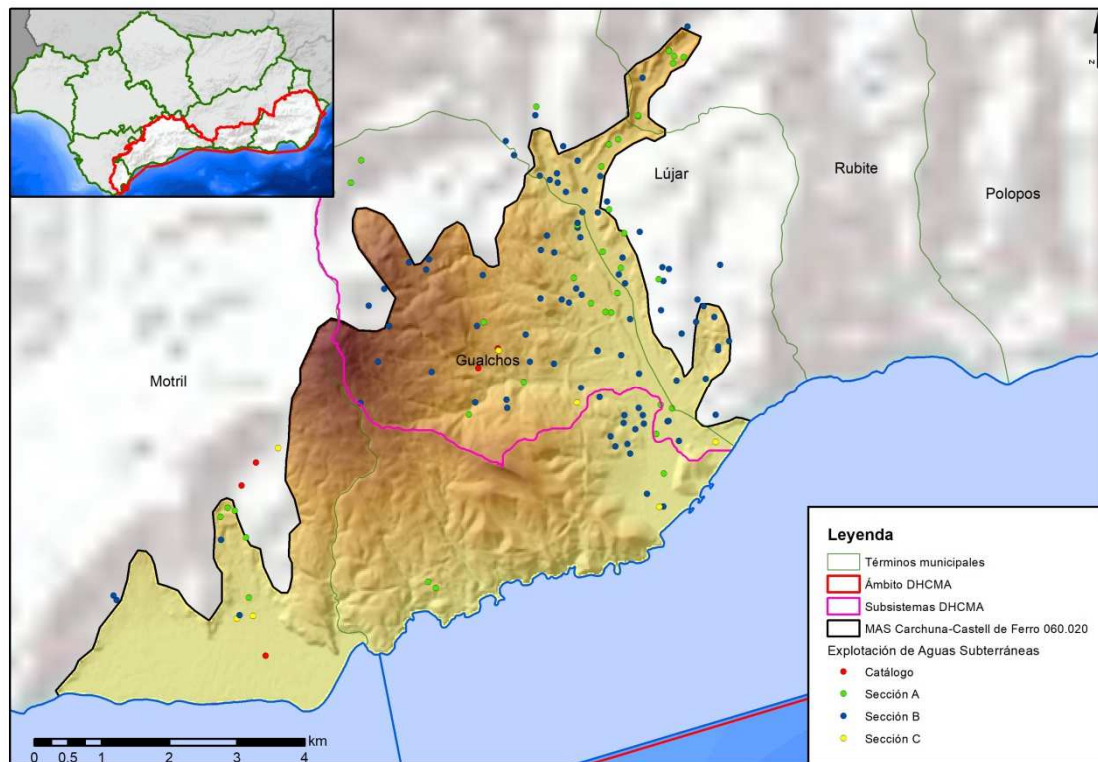 z
Lújar
Rubite
Polopos
Motril
Gualchos
Leyenda
Términos municipales
Ámbito DHCMA
Subsistemas DHCMA
MAS Carchuna-Castell de Ferro 060.020
Explotación de Aguas Subterráneas
Catálogo
Sección A
Sección B
Sección C
km
0 0.5 1 2 3 4